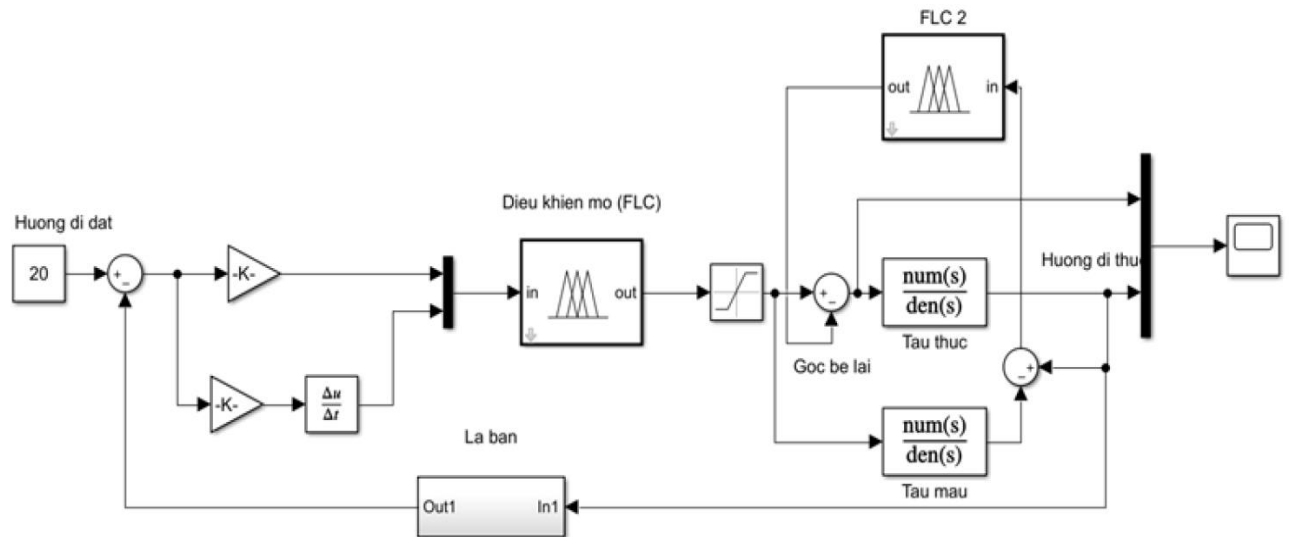 FLC 2
out
in
Dieu khien mo (FLC)
Huong di dat
20
+
−
-K-
in
out
+
−
num(s)
den(s)
Huong di thu
Tau thuc
Goc be lai
−
+
-K-
Δu
Δt
La ban
num(s)
den(s)
Tau mau
Out1
In1